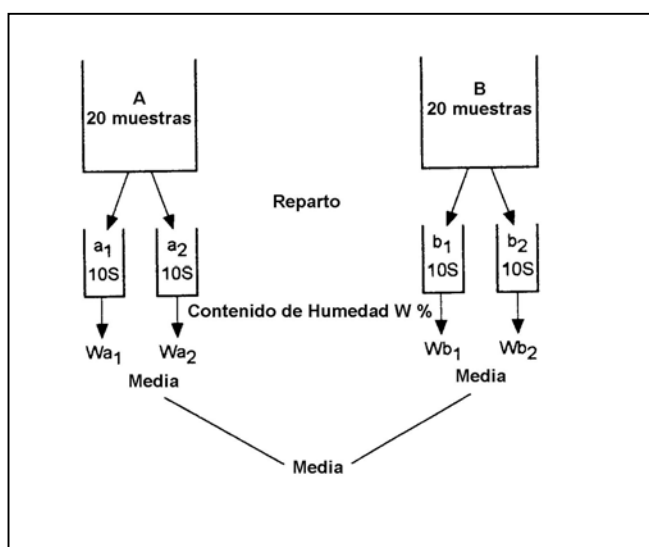 A
20 muestras
B
20 muestras
Reparto
a1
10S
a2
10S
b1
10S
b2
10S
Contenido de Humedad W %
Wa1
Wa2
Wb1
Wb2
Media
Media
Media